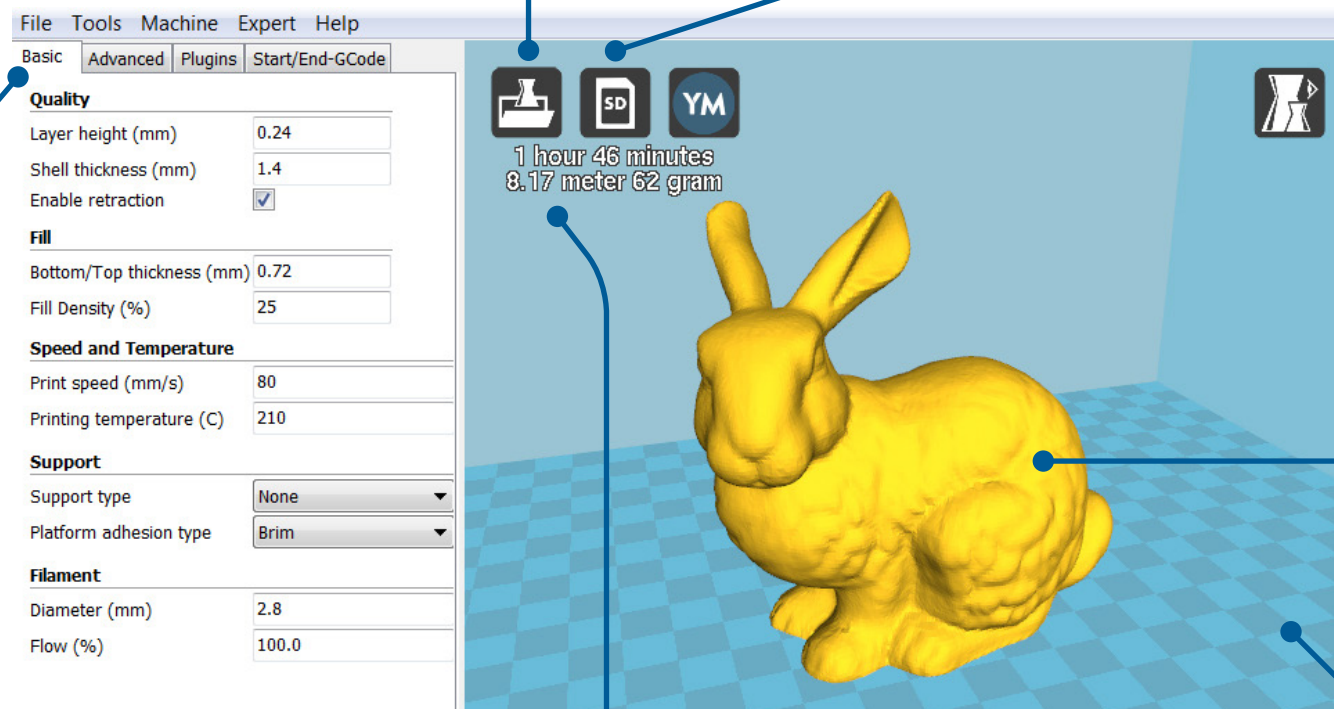 File Tools Machine Expert Help
Basic Advanced Plugins Start/End-GCode
Quality
Layer height (mm) 0.24
Shell thickness (mm) 1.4
Enable retraction
Fill
Bottom/Top thickness (mm) 0.72
Fill Density (%) 25
Speed and Temperature
Print speed (mm/s) 80
Printing temperature (C) 210
Support
Support type None
Platform adhesion type Brim
Filament
Diameter (mm) 2.8
Flow (%) 100.0
SD YM
1 hour 46 minutes
8.17 meter 62 gram